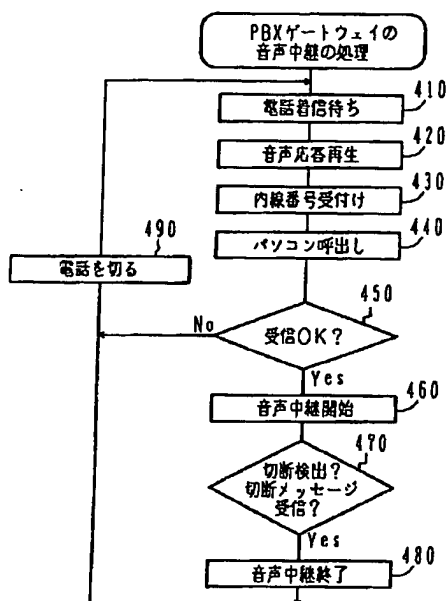 PBXゲートウェイの
音声中継の処理
410
電話着信待ち
420
音声応答再生
430
内線番号受付け
440
パソコン呼出し
490
電話を切る
450
No
受信OK?
Yes
460
音声中継開始
470
切断検出?
切断メッセージ
受信?
Yes
480
音声中継終了